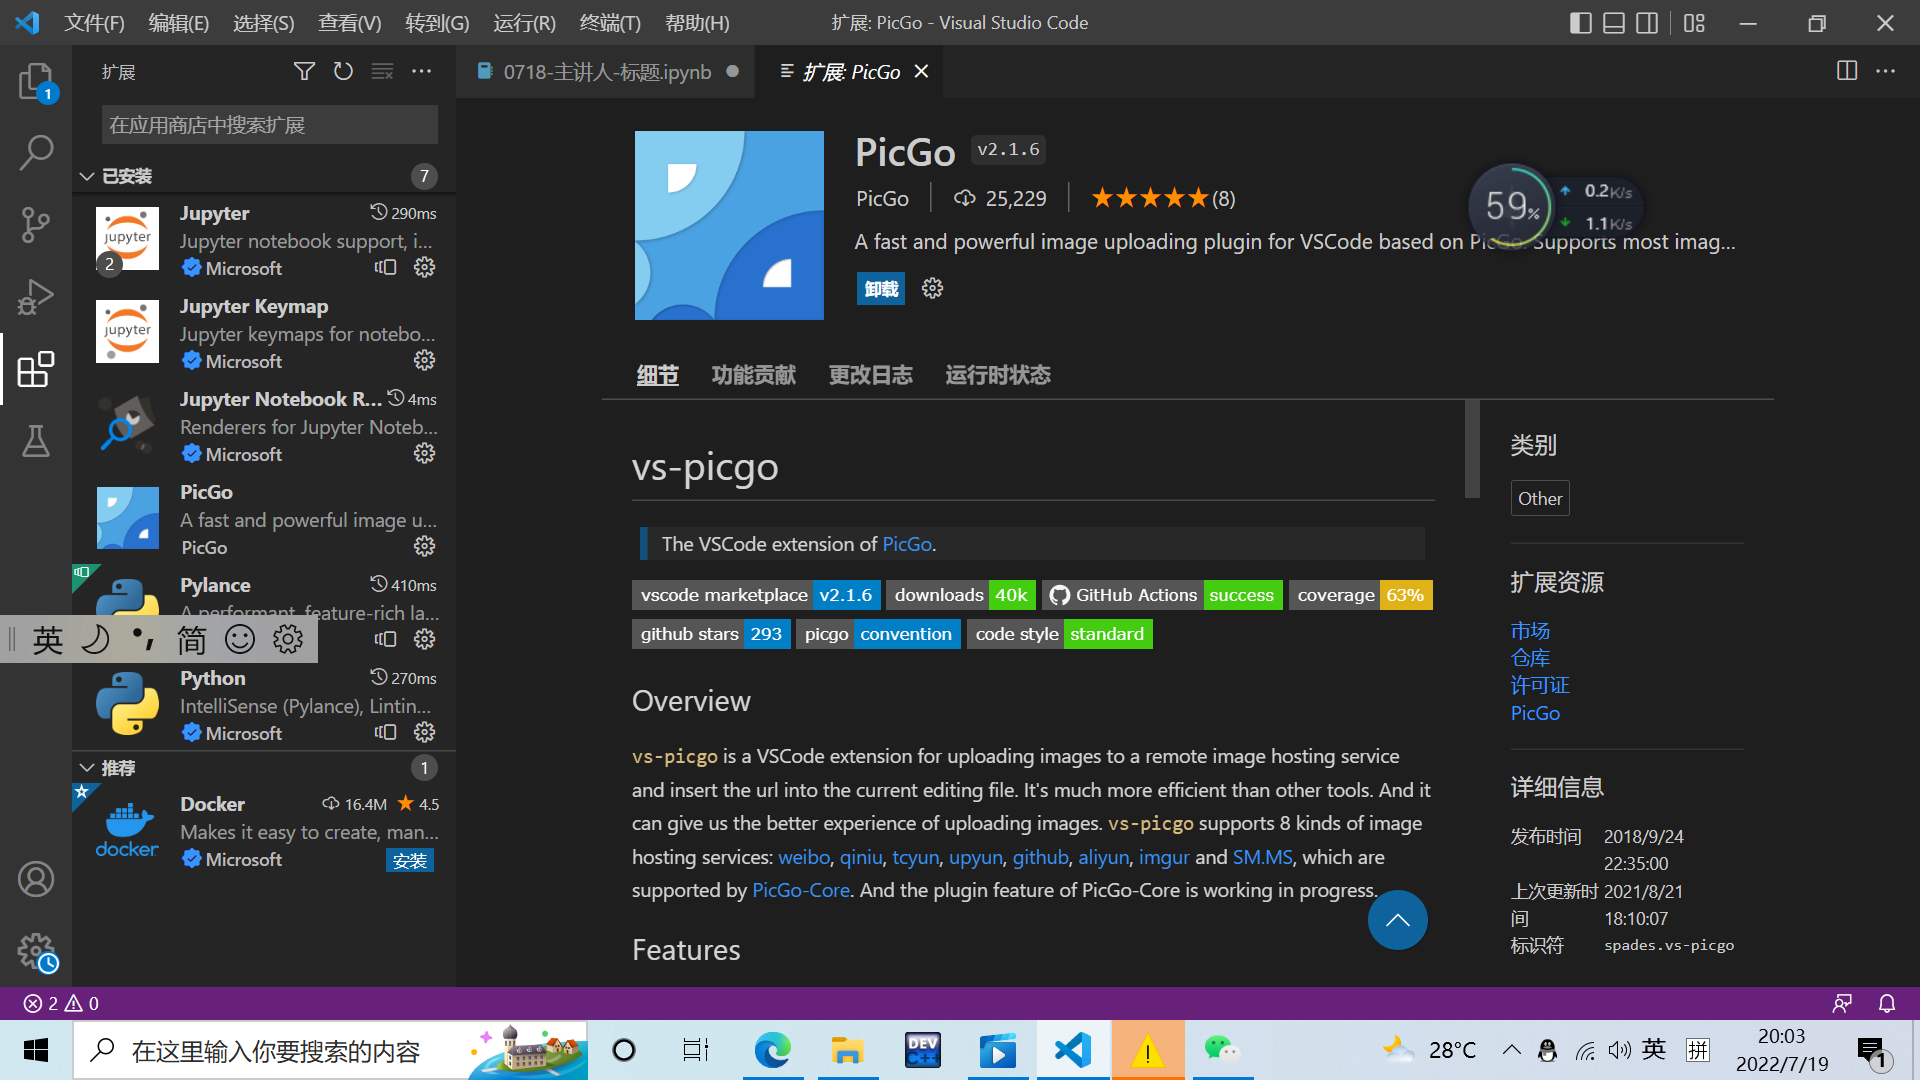 文件(F) 编辑(E) 选择(S) 查看(V) 转到(G) 运行(R) 终端(T) 帮助(H) 扩展: PicGo - Visual Studio Code
扩展
0718-主讲人-标题.ipynb
扩展: PicGo
1
在应用商店中搜索扩展
已安装 7
Jupyter 290ms
Jupyter notebook support, i...
Microsoft
2
Jupyter Keymap
Jupyter keymaps for notebo...
Microsoft
Jupyter Notebook R... 4ms
Renderers for Jupyter Noteb...
Microsoft
PicGo
A fast and powerful image u...
PicGo
Pylance 410ms
A performant, feature-rich la...
英 简
Python 270ms
IntelliSense (Pylance), Lintin...
Microsoft
推荐 1
Docker 16.4M 4.5
Makes it easy to create, man...
Microsoft 安装
jupyter
jupyter
docker
PicGo v2.1.6
PicGo 25,229 (8)
A fast and powerful image uploading plugin for VSCode based on PicGo. Supports most imag...
59% 0.2K/s
1.1K/s
卸载
细节 功能贡献 更改日志 运行时状态
vs-picgo
The VSCode extension of PicGo.
vscode marketplace v2.1.6 downloads 40k GitHub Actions success coverage 63%
github stars 293 picgo convention code style standard
Overview
vs-picgo is a VSCode extension for uploading images to a remote image hosting service
and insert the url into the current editing file. It's much more efficient than other tools. And it
can give us the better experience of uploading images. vs-picgo supports 8 kinds of image
hosting services: weibo, qiniu, tcyun, upyun, github, aliyun, imgur and SM.MS, which are
supported by PicGo-Core. And the plugin feature of PicGo-Core is working in progress.
Features
类别
Other
扩展资源
市场
仓库
许可证
PicGo
详细信息
发布时间 2018/9/24
22:35:00
上次更新时 2021/8/21
间 18:10:07
标识符 spades.vs-picgo
2 0
在这里输入你要搜索的内容
DEV
C++
28°C 英 拼
20:03
2022/7/19
1